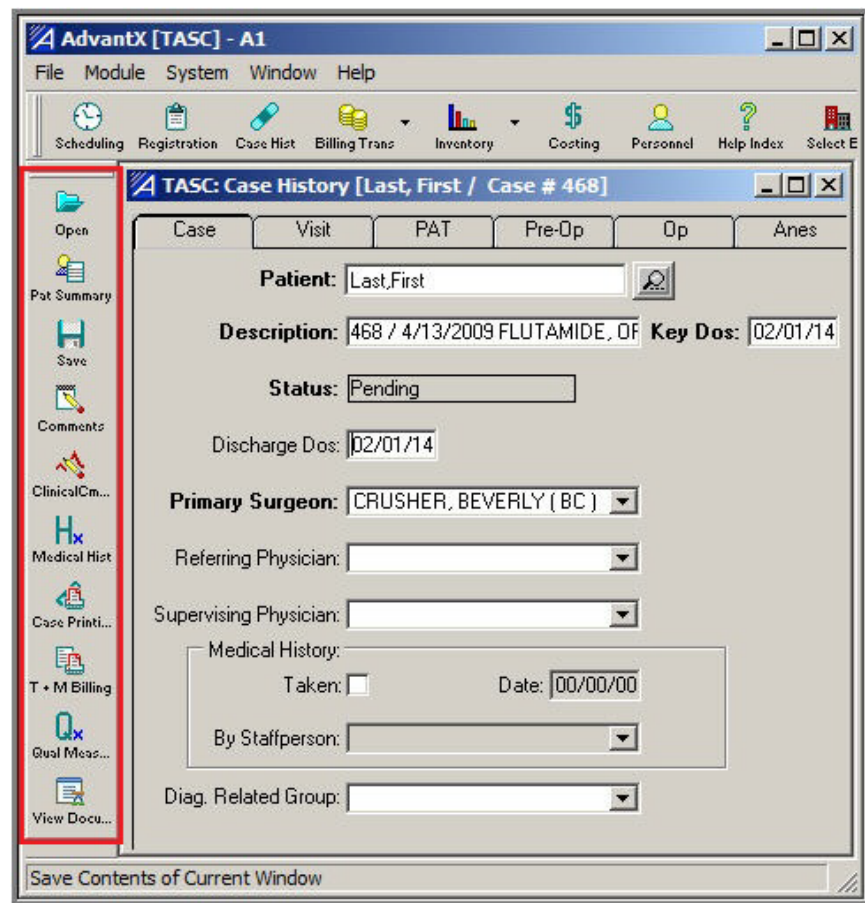 AdvantX [TASC] - A1
File Module System Window Help
Scheduling Registration Case Hist Billing Trans Inventory Costing Personnel Help Index Select E
TASC: Case History [Last, First / Case # 468]
Open
Pat Summary
Save
Comments
ClinicalCm...
Hx
Medical Hist
Case Printi...
T + M Billing
Qx
Qual Meas...
View Docu...
Case Visit PAT Pre-Op Op Anes
Patient: Last,First
Description: 468 / 4/13/2009 FLUTAMIDE, OF Key Dos: 02/01/14
Status: Pending
Discharge Dos: 02/01/14
Primary Surgeon: CRUSHER, BEVERLY ( BC )
Referring Physician:
Supervising Physician:
Medical History:
Taken: Date: 00/00/00
By Staffperson:
Diag. Related Group:
Save Contents of Current Window